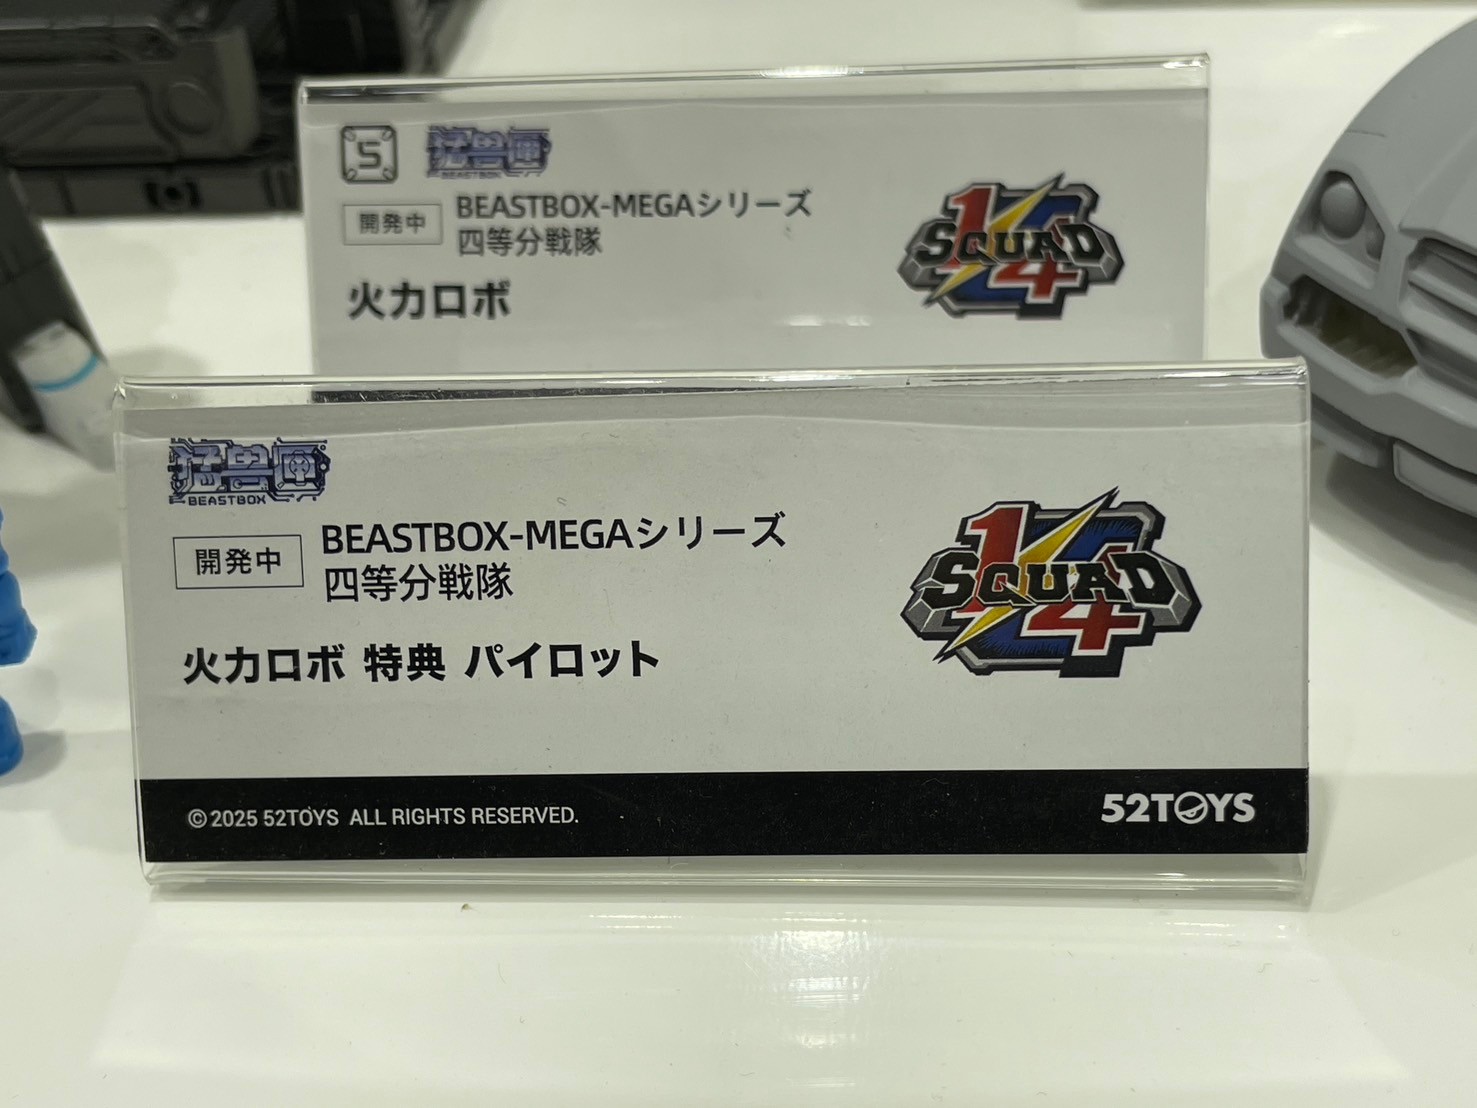 5
猛兽匣
BEASTBOX
開発中
BEASTBOX-MEGAシリーズ
四等分戦隊
火力ロボ
1/4
SQUAD
猛兽匣
BEASTBOX
開発中
BEASTBOX-MEGAシリーズ
四等分戦隊
火力ロボ 特典 パイロット
1/4
SQUAD
© 2025 52TOYS ALL RIGHTS RESERVED.
52TOYS